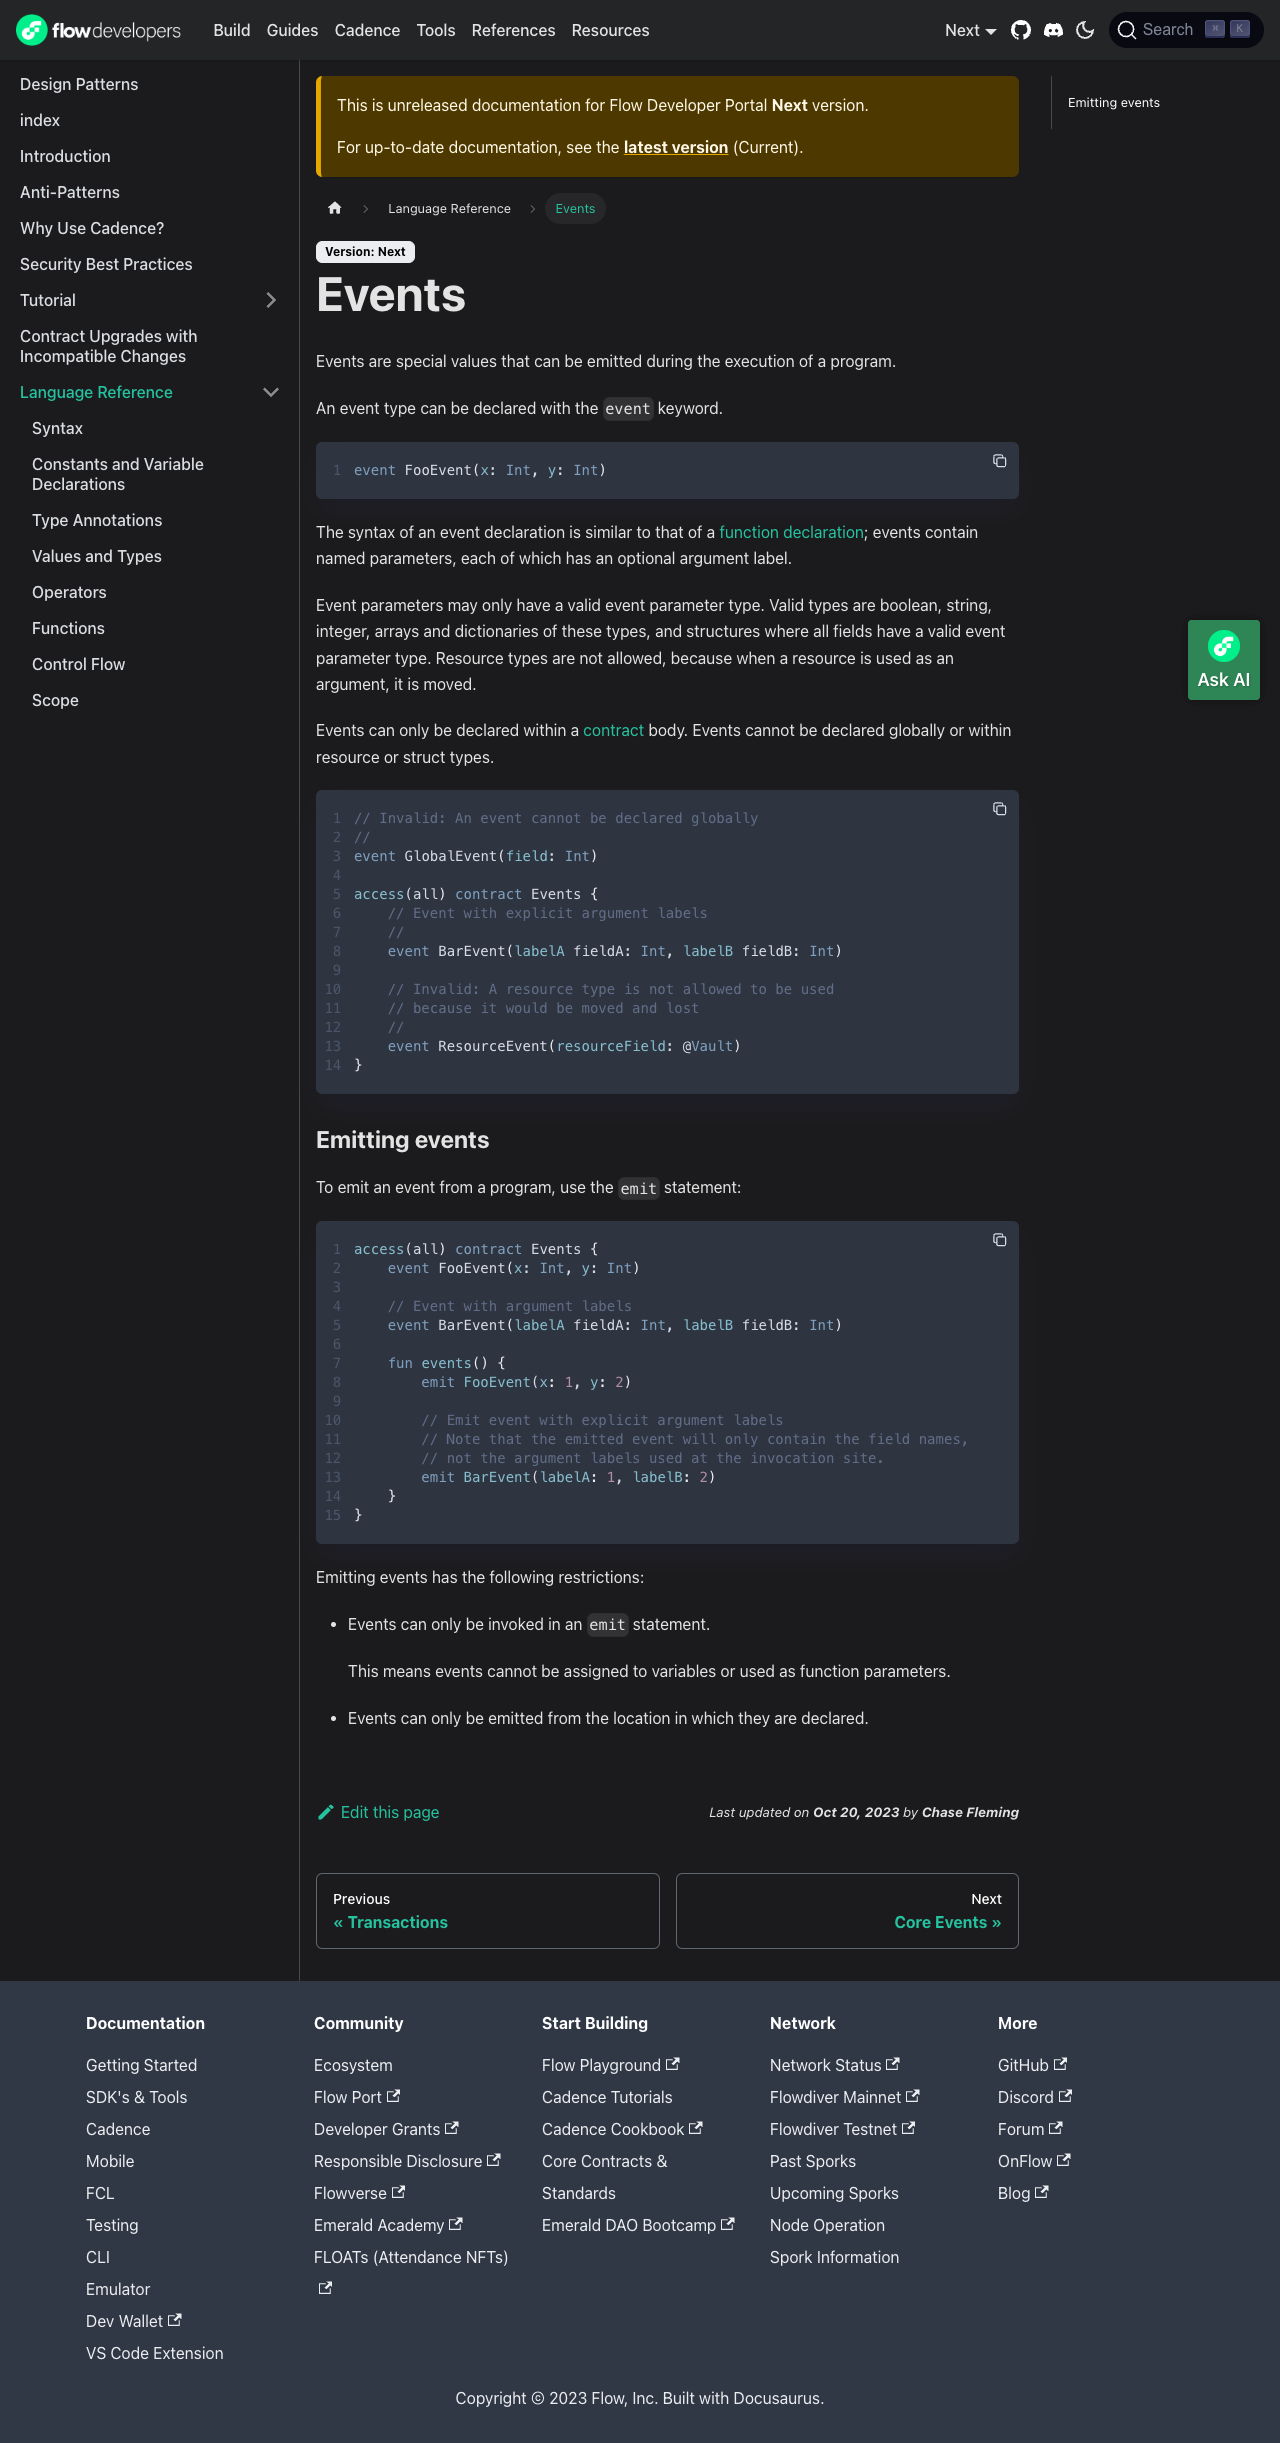 flowdevelopers
Build Guides Cadence Tools References Resources
Next
Search ⌘ K
Design Patterns
index
Introduction
Anti-Patterns
Why Use Cadence?
Security Best Practices
Tutorial
Contract Upgrades with
Incompatible Changes
Language Reference
Syntax
Constants and Variable
Declarations
Type Annotations
Values and Types
Operators
Functions
Control Flow
Scope
This is unreleased documentation for Flow Developer Portal Next version.
For up-to-date documentation, see the latest version (Current).
Language Reference
Events
Version: Next
Events
Events are special values that can be emitted during the execution of a program.
An event type can be declared with the event keyword.
1 event FooEvent(x: Int, y: Int)
The syntax of an event declaration is similar to that of a function declaration; events contain
named parameters, each of which has an optional argument label.
Event parameters may only have a valid event parameter type. Valid types are boolean, string,
integer, arrays and dictionaries of these types, and structures where all fields have a valid event
parameter type. Resource types are not allowed, because when a resource is used as an
argument, it is moved.
Events can only be declared within a contract body. Events cannot be declared globally or within
resource or struct types.
1 // Invalid: An event cannot be declared globally
2 //
3 event GlobalEvent(field: Int)
4
5 access(all) contract Events {
6     // Event with explicit argument labels
7     //
8     event BarEvent(labelA fieldA: Int, labelB fieldB: Int)
9
10     // Invalid: A resource type is not allowed to be used
11     // because it would be moved and lost
12     //
13     event ResourceEvent(resourceField: @Vault)
14 }
Emitting events
To emit an event from a program, use the emit statement:
1 access(all) contract Events {
2     event FooEvent(x: Int, y: Int)
3
4     // Event with argument labels
5     event BarEvent(labelA fieldA: Int, labelB fieldB: Int)
6
7     fun events() {
8         emit FooEvent(x: 1, y: 2)
9
10         // Emit event with explicit argument labels
11         // Note that the emitted event will only contain the field names,
12         // not the argument labels used at the invocation site.
13         emit BarEvent(labelA: 1, labelB: 2)
14     }
15 }
Emitting events has the following restrictions:
• Events can only be invoked in an emit statement.
This means events cannot be assigned to variables or used as function parameters.
• Events can only be emitted from the location in which they are declared.
Edit this page
Last updated on Oct 20, 2023 by Chase Fleming
Previous
« Transactions
Next
Core Events »
Emitting events
Ask AI
Documentation
Getting Started
SDK's & Tools
Cadence
Mobile
FCL
Testing
CLI
Emulator
Dev Wallet
VS Code Extension
Community
Ecosystem
Flow Port
Developer Grants
Responsible Disclosure
Flowverse
Emerald Academy
FLOATs (Attendance NFTs)
Start Building
Flow Playground
Cadence Tutorials
Cadence Cookbook
Core Contracts &
Standards
Emerald DAO Bootcamp
Network
Network Status
Flowdiver Mainnet
Flowdiver Testnet
Past Sporks
Upcoming Sporks
Node Operation
Spork Information
More
GitHub
Discord
Forum
OnFlow
Blog
Copyright © 2023 Flow, Inc. Built with Docusaurus.